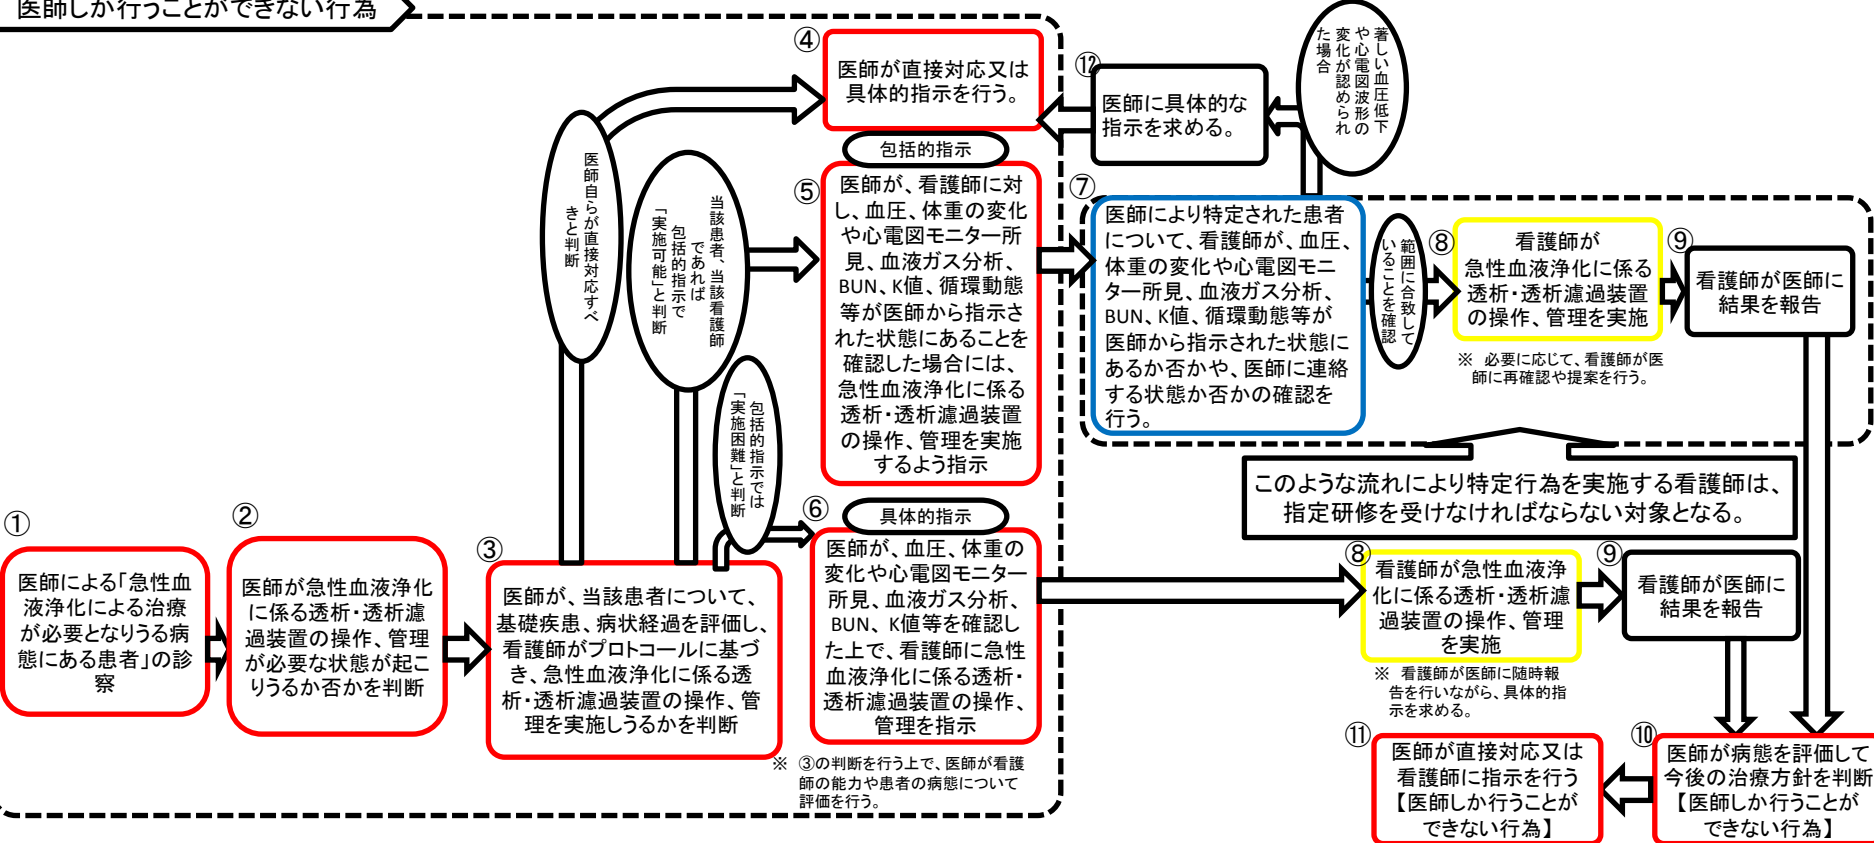 医師しか行うことができない行為
①
医師による「急性血
液浄化による治療
が必要となりうる病
態にある患者」の診
察
②
医師が急性血液浄化
に係る透析・透析濾
過装置の操作、管理
が必要な状態が起こ
りうるか否かを判断
③
医師が、当該患者について、
基礎疾患、病状経過を評価し、
看護師がプロトコールに基づ
き、急性血液浄化に係る透
析・透析濾過装置の操作、管
理を実施しうるかを判断
※ ③の判断を行う上で、医師が看護
師の能力や患者の病態について
評価を行う。
医師自らが直接対応すべ
きと判断
当該患者、当該看護師
であれば
包括的指示で
「実施可能」と判断
包括的指示では
「実施困難」と判断
④
医師が直接対応又は
具体的指示を行う。
包括的指示
⑤
医師が、看護師に対
し、血圧、体重の変化
や心電図モニター所
見、血液ガス分析、
BUN、K値、循環動態
等が医師から指示さ
れた状態にあることを
確認した場合には、
急性血液浄化に係る
透析・透析濾過装置
の操作、管理を実施
するよう指示
⑥
具体的指示
医師が、血圧、体重の
変化や心電図モニター
所見、血液ガス分析、
BUN、K値等を確認し
た上で、看護師に急性
血液浄化に係る透析・
透析濾過装置の操作、
管理を指示
⑫
医師に具体的な
指示を求める。
著しい血圧低下
や心電図波形の
変化が認められ
た場合
⑦
医師により特定された患者
について、看護師が、血圧、
体重の変化や心電図モニ
ター所見、血液ガス分析、
BUN、K値、循環動態等が
医師から指示された状態に
あるか否かや、医師に連絡
する状態か否かの確認を
行う。
範囲に合致して
いることを確認
⑧
看護師が
急性血液浄化に係る
透析・透析濾過装置
の操作、管理を実施
※ 必要に応じて、看護師が医
師に再確認や提案を行う。
⑨
看護師が医師に
結果を報告
このような流れにより特定行為を実施する看護師は、
指定研修を受けなければならない対象となる。
⑧
看護師が急性血液浄
化に係る透析・透析濾
過装置の操作、管理
を実施
※ 看護師が医師に随時報
告を行いながら、具体的指
示を求める。
⑨
看護師が医師に
結果を報告
⑩
医師が病態を評価して
今後の治療方針を判断
【医師しか行うことが
できない行為】
⑪
医師が直接対応又は
看護師に指示を行う
【医師しか行うことが
できない行為】